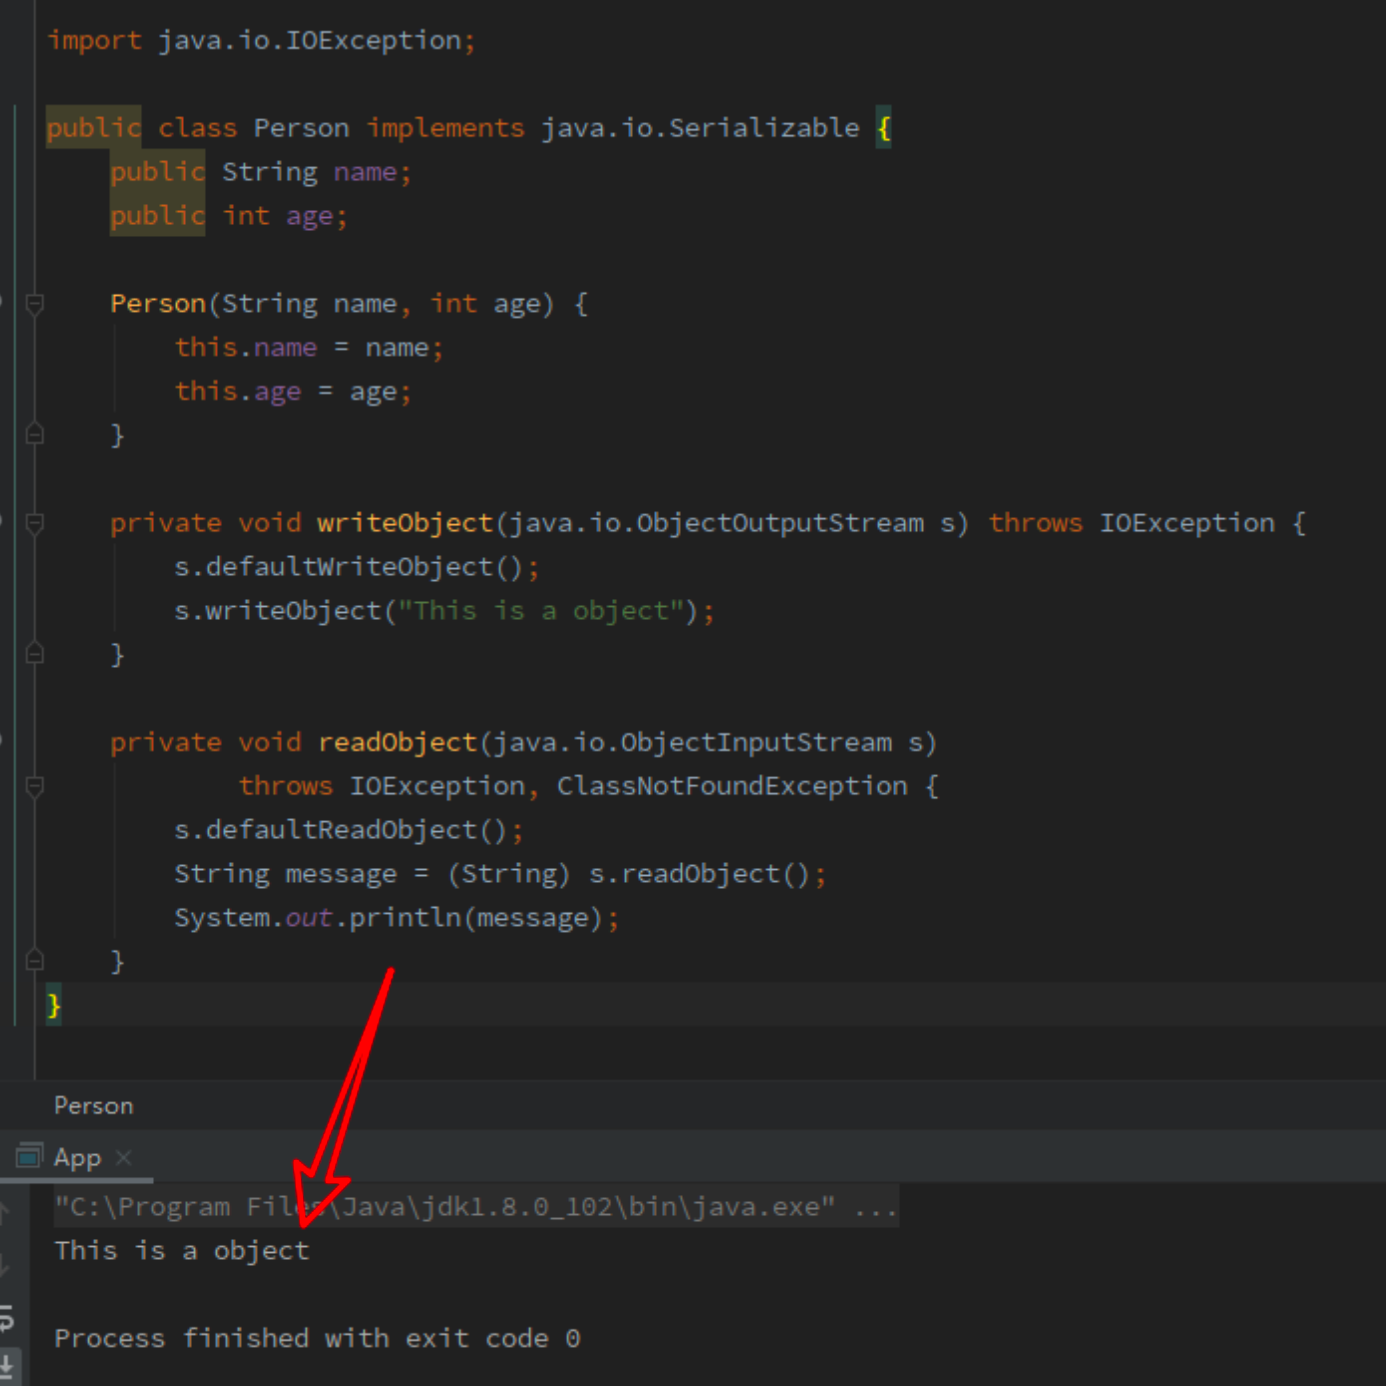 import java.io.IOException;
public class Person implements java.io.Serializable {
public String name;
public int age;
Person(String name, int age) {
this.name = name;
this.age = age;
}
private void writeObject(java.io.ObjectOutputStream s) throws IOException {
s.defaultWriteObject();
s.writeObject("This is a object");
}
private void readObject(java.io.ObjectInputStream s)
throws IOException, ClassNotFoundException {
s.defaultReadObject();
String message = (String) s.readObject();
System.out.println(message);
}
}
Person
App
"C:\Program Files\Java\jdk1.8.0_102\bin\java.exe" ...
This is a object
Process finished with exit code 0